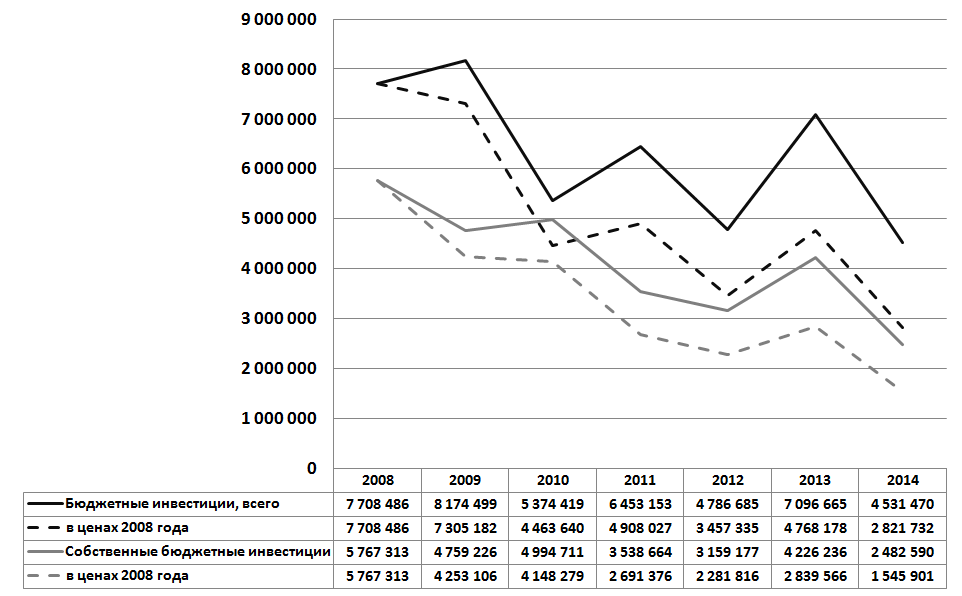 9 000 000
8 000 000
7 000 000
6 000 000
5 000 000
4 000 000
3 000 000
2 000 000
1 000 000
0
2008 2009 2010 2011 2012 2013 2014
Бюджетные инвестиции, всего 7 708 486 8 174 499 5 374 419 6 453 153 4 786 685 7 096 665 4 531 470
в ценах 2008 года 7 708 486 7 305 182 4 463 640 4 908 027 3 457 335 4 768 178 2 821 732
Собственные бюджетные инвестиции 5 767 313 4 759 226 4 994 711 3 538 664 3 159 177 4 226 236 2 482 590
в ценах 2008 года 5 767 313 4 253 106 4 148 279 2 691 376 2 281 816 2 839 566 1 545 901